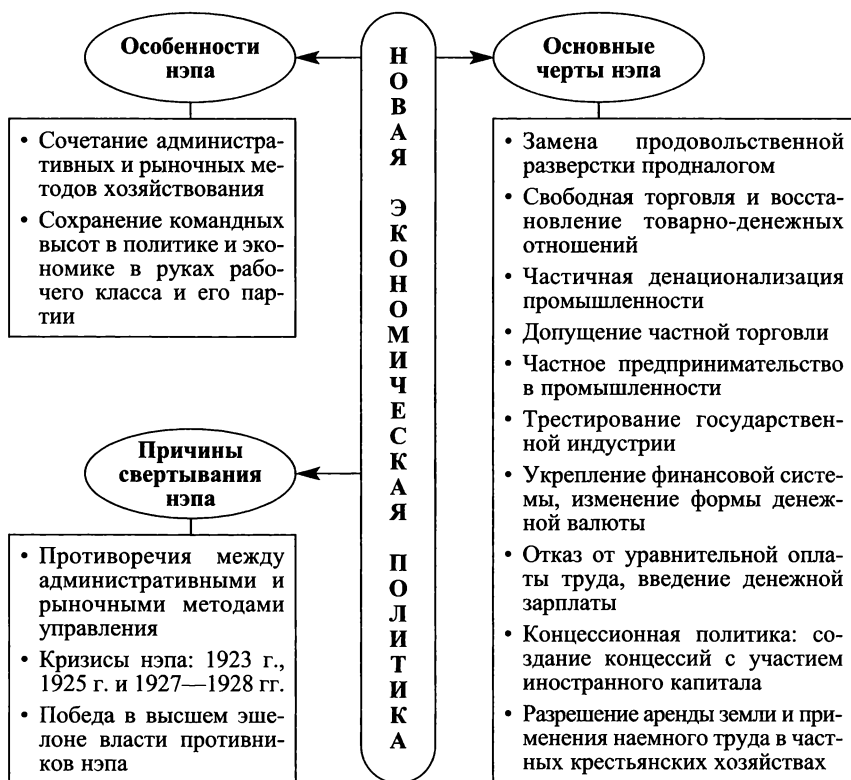 Особенности
нэпа
• Сочетание административ-
тивных и рыночных ме-
тодов хозяйствования
• Сохранение командных
высот в политике и эко-
номике в руках рабо-
чего класса и его пар-
тии
Причины
свертывания
нэпа
• Противоречия между
административными и
рыночными методами
управления
• Кризисы нэпа: 1923 г.,
1925 г. и 1927—1928 гг.
• Победа в высшем эше-
лоне власти противни-
ков нэпа
НОВАЯ ЭКОНОМИЧЕСКАЯ ПОЛИТИКА
Основные
черты нэпа
• Замена продовольственной
разверстки продналогом
• Свободная торговля и восста-
новление товарно-денежных
отношений
• Частичная денационализация
промышленности
• Допущение частной торговли
• Частное предпринимательство
в промышленности
• Трестирование государствен-
ной индустрии
• Укрепление финансовой систе-
мы, изменение формы денеж-
ной валюты
• Отказ от уравнительной опла-
ты труда, введение денежной
зарплаты
• Концессионная политика: со-
здание концессий с участием
иностранного капитала
• Разрешение аренды земли и при-
менения наемного труда в част-
ных крестьянских хозяйствах